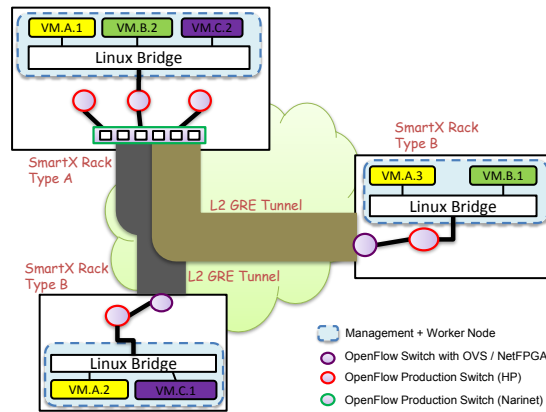 VM.A.1 VM.B.2 VM.C.2
Linux Bridge
SmartX Rack
Type A
SmartX Rack
Type B
VM.A.3 VM.B.1
Linux Bridge
L2 GRE Tunnel
SmartX Rack
Type B
L2 GRE Tunnel
Linux Bridge
VM.A.2 VM.C.1
Management + Worker Node
OpenFlow Switch with OVS / NetFPGA
OpenFlow Production Switch (HP)
OpenFlow Production Switch (Narinet)